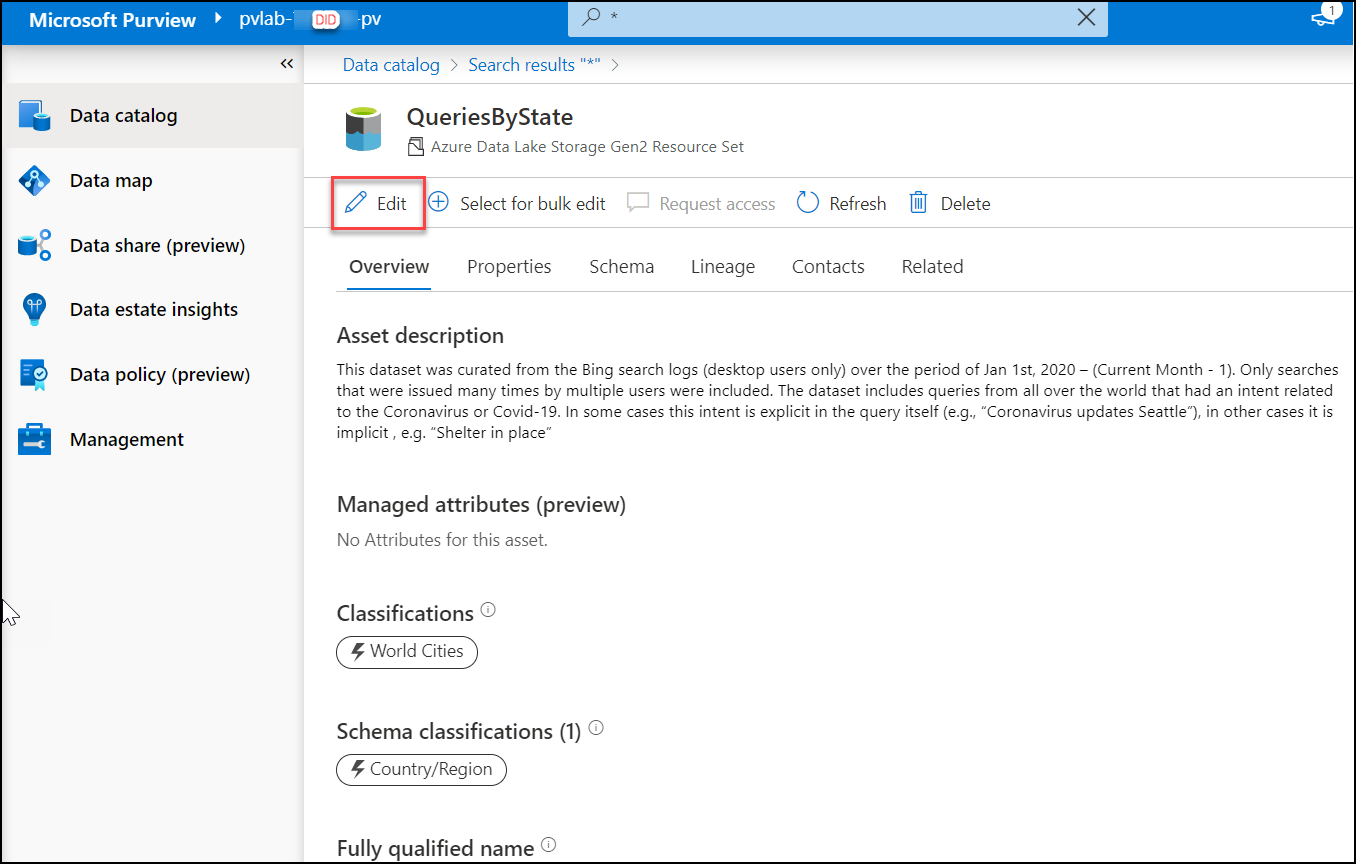 Microsoft Purview pvlab- DID -pv * 1
«
Data catalog > Search results "*" >
Data catalog
Data map
Data share (preview)
Data estate insights
Data policy (preview)
Management
QueriesByState
Azure Data Lake Storage Gen2 Resource Set
Edit Select for bulk edit Request access Refresh Delete
Overview Properties Schema Lineage Contacts Related
Asset description
This dataset was curated from the Bing search logs (desktop users only) over the period of Jan 1st, 2020 – (Current Month - 1). Only searches
that were issued many times by multiple users were included. The dataset includes queries from all over the world that had an intent related
to the Coronavirus or Covid-19. In some cases this intent is explicit in the query itself (e.g., “Coronavirus updates Seattle”), in other cases it is
implicit , e.g. “Shelter in place”
Managed attributes (preview)
No Attributes for this asset.
Classifications
World Cities
Schema classifications (1)
Country/Region
Fully qualified name